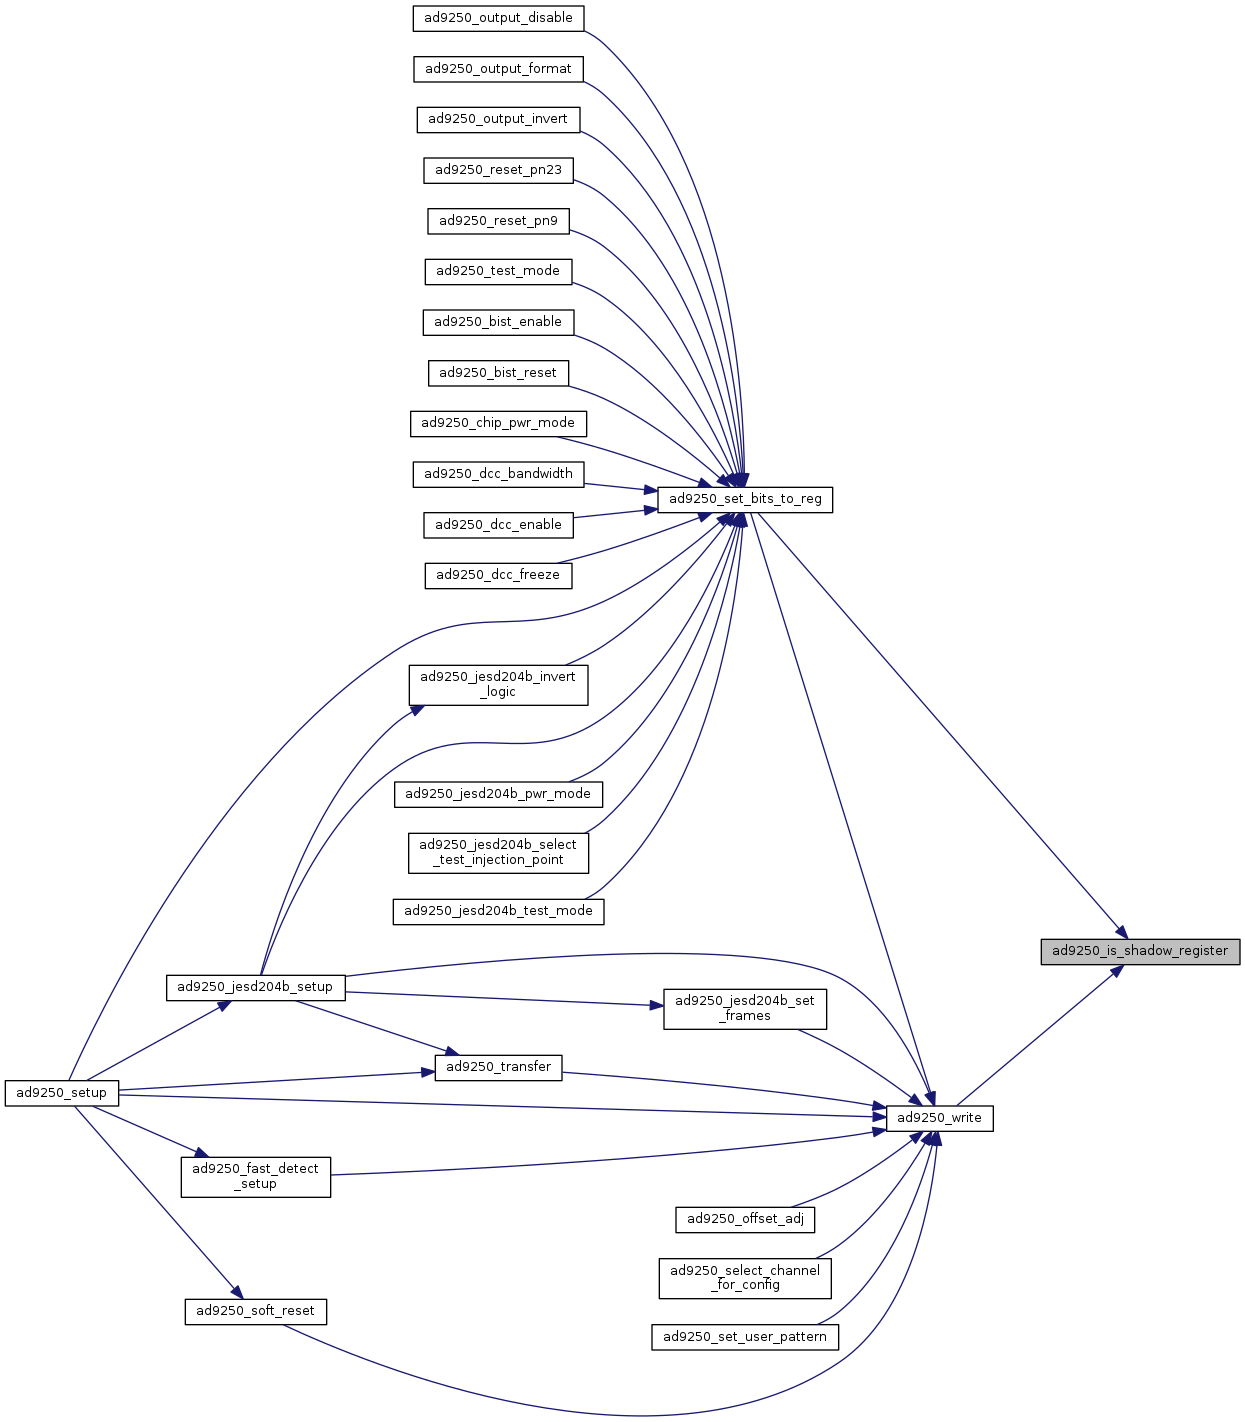 ad9250_output_disable
ad9250_output_format
ad9250_output_invert
ad9250_reset_pn23
ad9250_reset_pn9
ad9250_test_mode
ad9250_bist_enable
ad9250_bist_reset
ad9250_chip_pwr_mode
ad9250_dcc_bandwidth
ad9250_set_bits_to_reg
ad9250_dcc_enable
ad9250_dcc_freeze
ad9250_jesd204b_invert
_logic
ad9250_jesd204b_pwr_mode
ad9250_jesd204b_select
_test_injection_point
ad9250_jesd204b_test_mode
ad9250_is_shadow_register
ad9250_jesd204b_setup
ad9250_jesd204b_set
_frames
ad9250_transfer
ad9250_setup
ad9250_write
ad9250_fast_detect
_setup
ad9250_offset_adj
ad9250_select_channel
_for_config
ad9250_soft_reset
ad9250_set_user_pattern